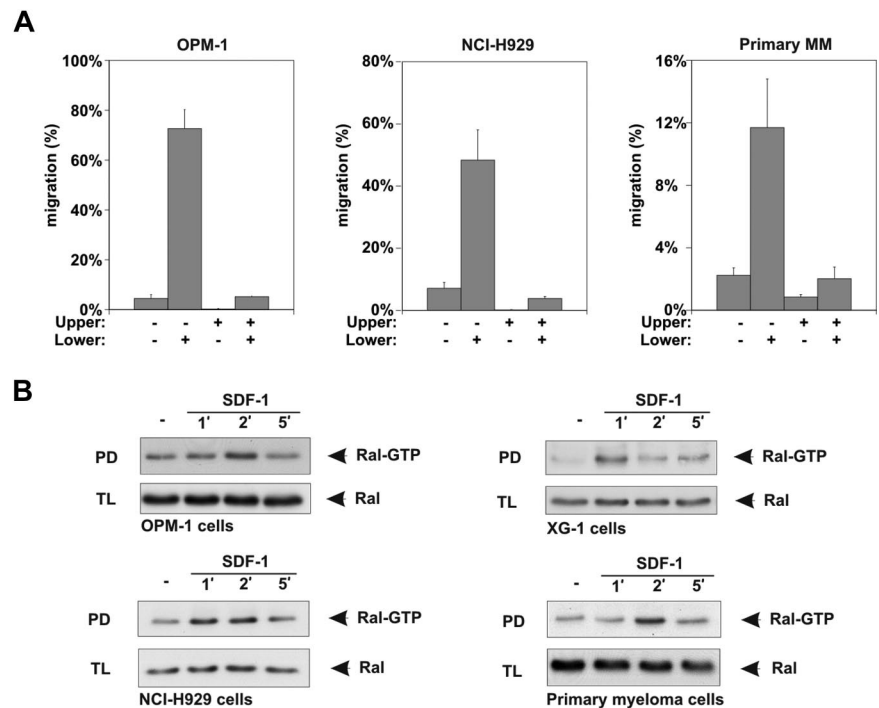 A
OPM-1
100%
80%
60%
40%
20%
0%
migration (%)
Upper: - - + +
Lower: - + - +
NCI-H929
80%
60%
40%
20%
0%
migration (%)
Upper: - - + +
Lower: - + - +
Primary MM
16%
12%
8%
4%
0%
migration (%)
Upper: - - + +
Lower: - + - +
B
SDF-1
- 1′ 2′ 5′
PD Ral-GTP
TL Ral
OPM-1 cells
SDF-1
- 1′ 2′ 5′
PD Ral-GTP
TL Ral
XG-1 cells
SDF-1
- 1′ 2′ 5′
PD Ral-GTP
TL Ral
NCI-H929 cells
SDF-1
- 1′ 2′ 5′
PD Ral-GTP
TL Ral
Primary myeloma cells